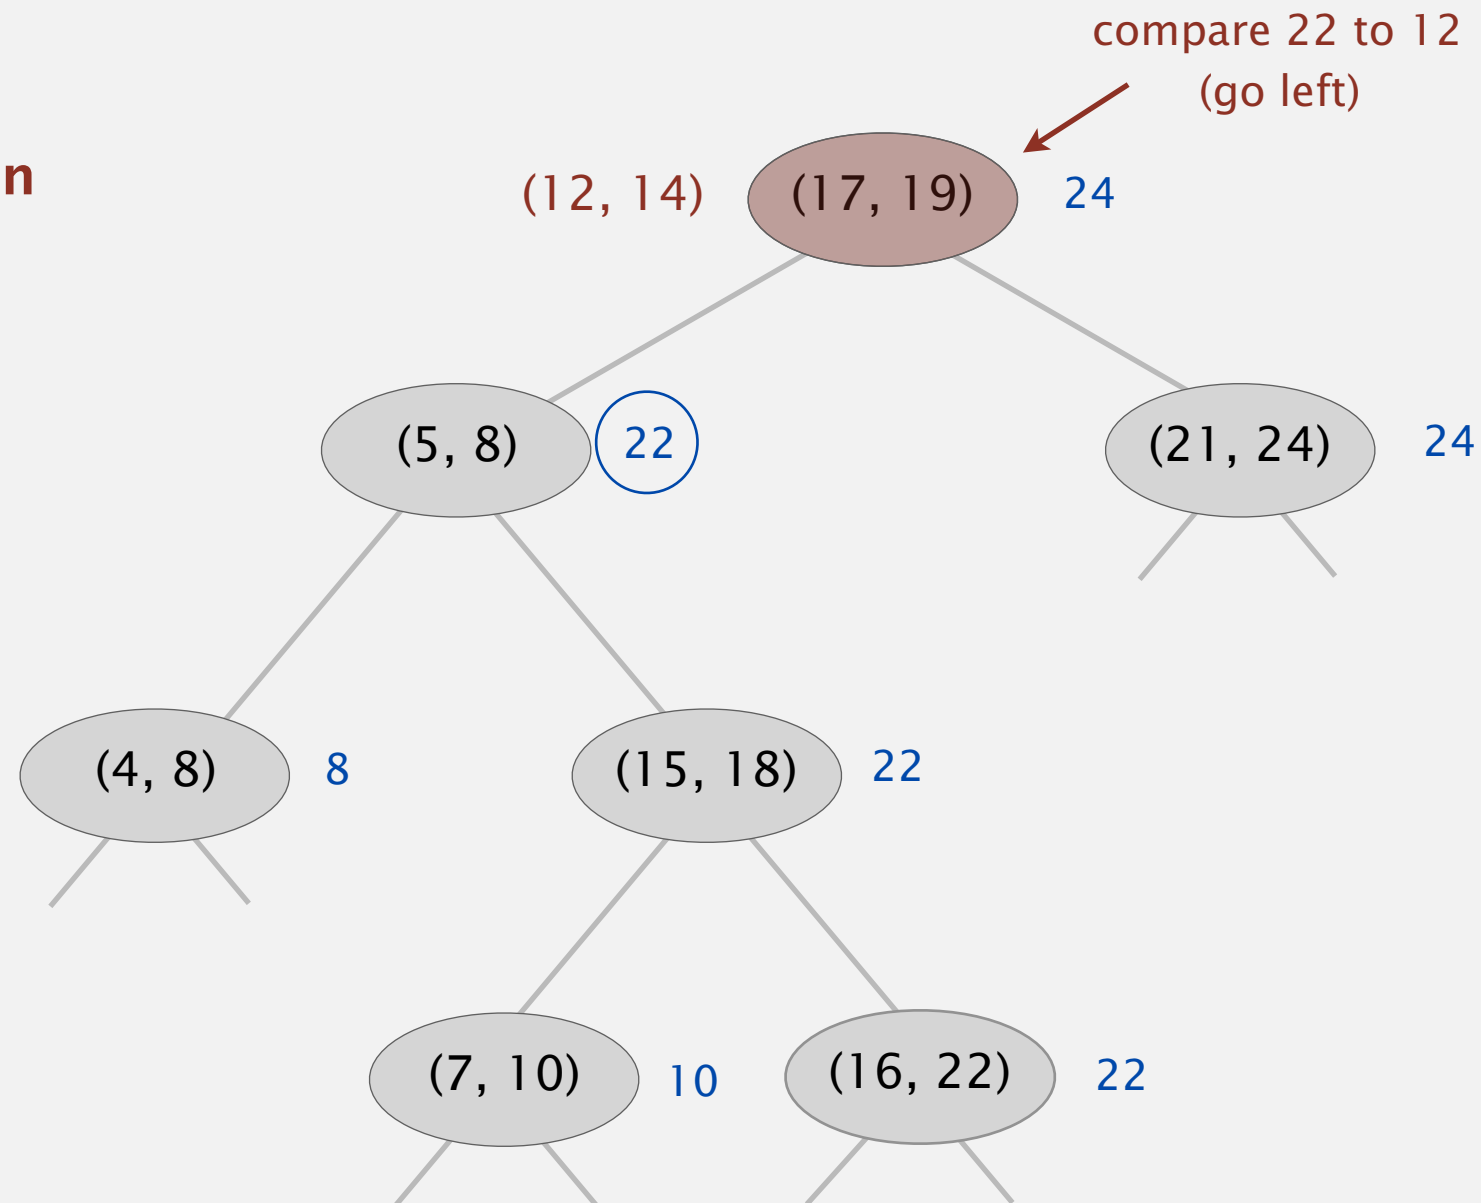 compare 22 to 12
(go left)
n
(12, 14) (17, 19) 24
(5, 8) 22 (21, 24) 24
(4, 8) 8 (15, 18) 22
(7, 10) 10 (16, 22) 22